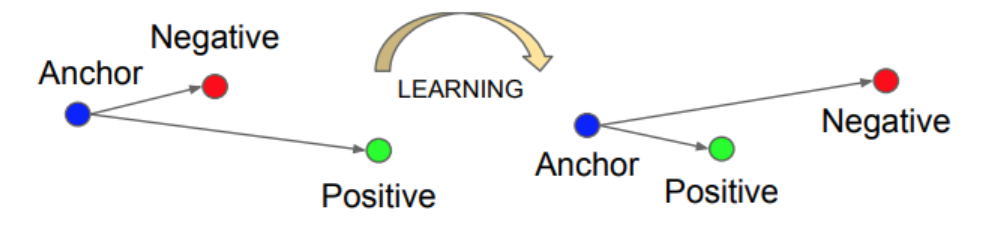 Negative
Anchor
LEARNING
Positive
Negative
Anchor
Positive